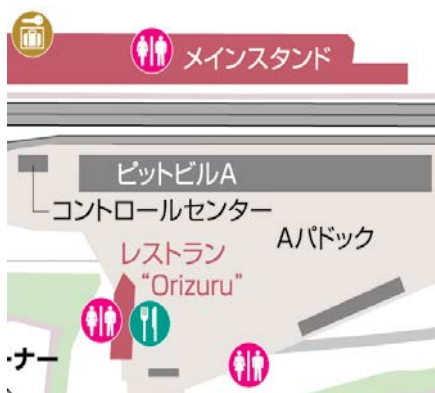 メインスタンド
ピットビルA
コントロールセンター
Aパドック
レストラン
“Orizuru”
ーナー